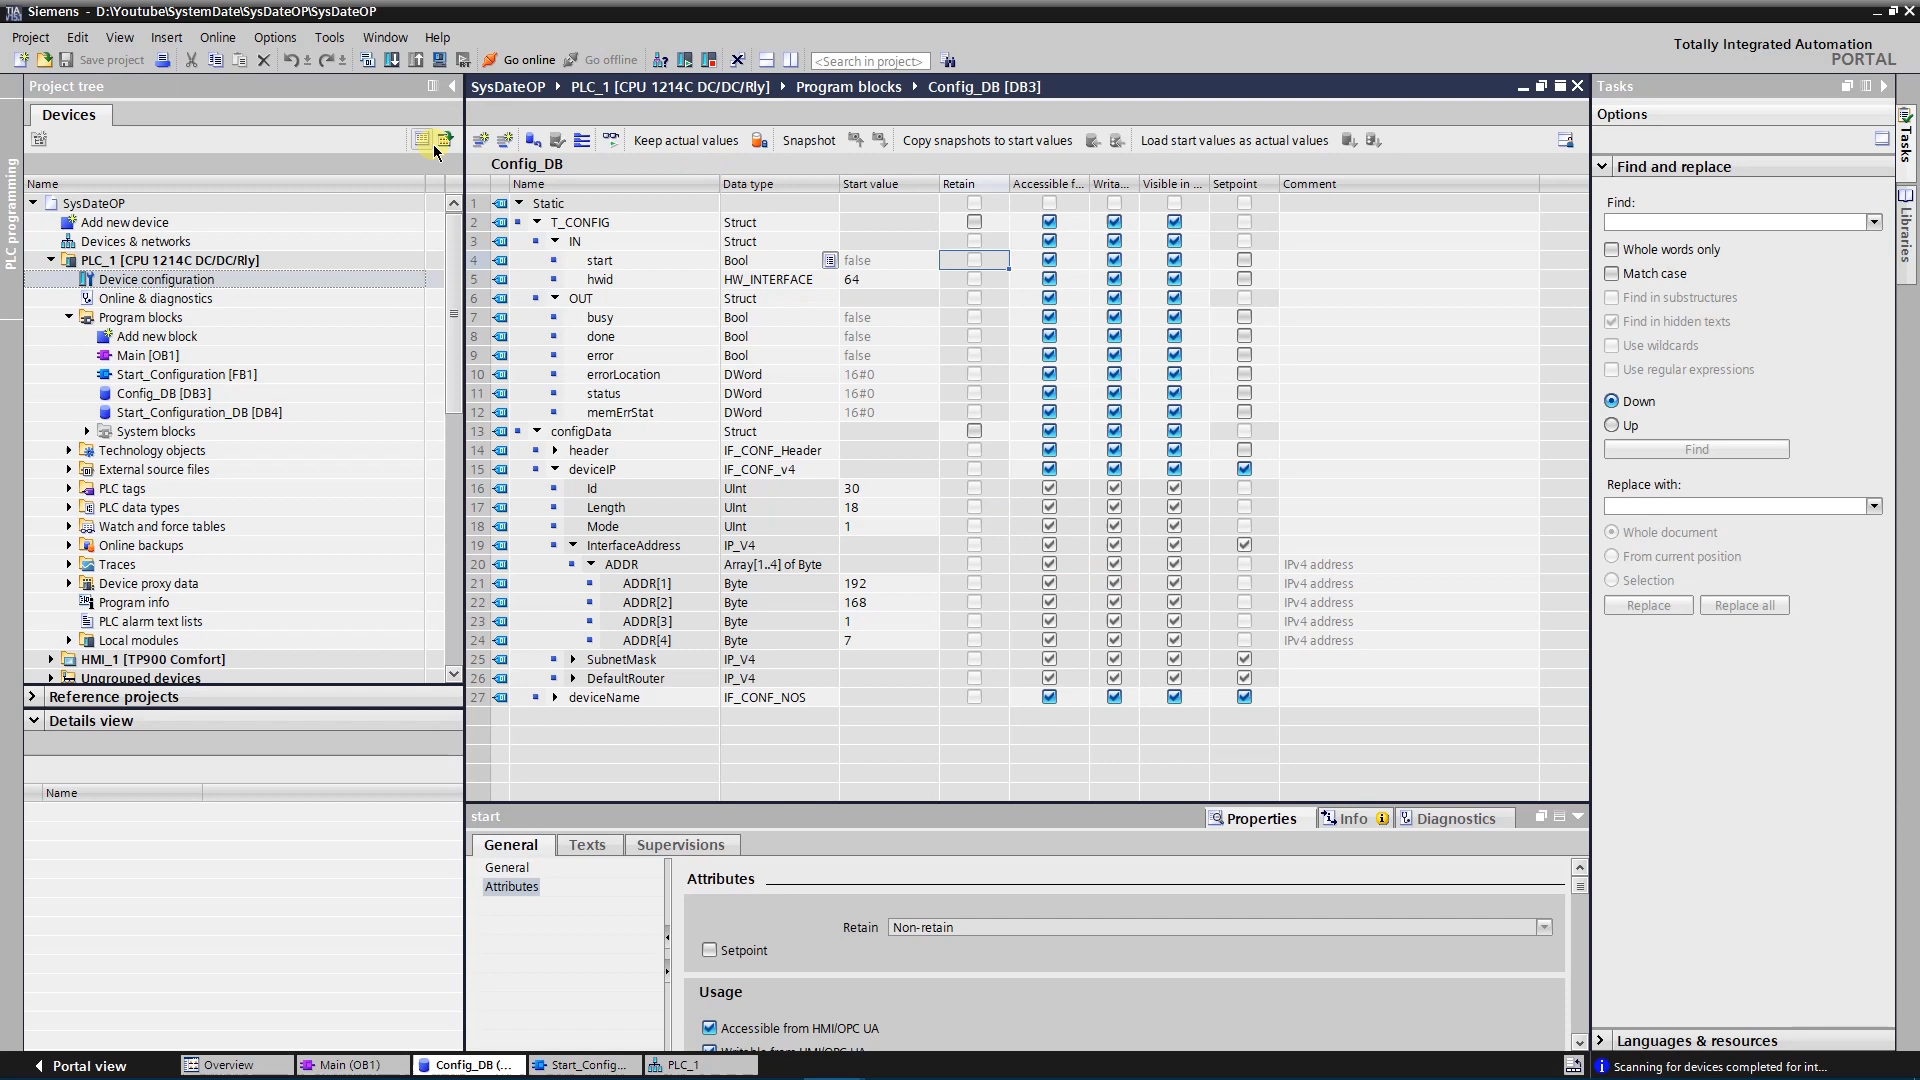 Siemens - D:\Youtube\SystemDate\SysDateOP\SysDateOP
Project Edit View Insert Online Options Tools Window Help
Totally Integrated Automation
PORTAL
Save project Go online Go offline <Search in project>
Project tree
Devices
PLC programming
Name
SysDateOP
Add new device
Devices & networks
PLC_1 [CPU 1214C DC/DC/Rly]
Device configuration
Online & diagnostics
Program blocks
Add new block
Main [OB1]
Start_Configuration [FB1]
Config_DB [DB3]
Start_Configuration_DB [DB4]
System blocks
Technology objects
External source files
PLC tags
PLC data types
Watch and force tables
Online backups
Traces
Device proxy data
Program info
PLC alarm text lists
Local modules
HMI_1 [TP900 Comfort]
Ungrouped devices
Reference projects
Details view
Name
SysDateOP PLC_1 [CPU 1214C DC/DC/Rly] Program blocks Config_DB [DB3]
Keep actual values Snapshot Copy snapshots to start values Load start values as actual values
Config_DB
Name Data type Start value Retain Accessible f... Writa... Visible in ... Setpoint Comment
1 Static
2 T_CONFIG Struct
3 IN Struct
4 start Bool false
5 hwid HW_INTERFACE 64
6 OUT Struct
7 busy Bool false
8 done Bool false
9 error Bool false
10 errorLocation DWord 16#0
11 status DWord 16#0
12 memErrStat DWord 16#0
13 configData Struct
14 header IF_CONF_Header
15 deviceIP IF_CONF_v4
16 Id UInt 30
17 Length UInt 18
18 Mode UInt 1
19 InterfaceAddress IP_V4
20 ADDR Array[1..4] of Byte IPv4 address
21 ADDR[1] Byte 192 IPv4 address
22 ADDR[2] Byte 168 IPv4 address
23 ADDR[3] Byte 1 IPv4 address
24 ADDR[4] Byte 7 IPv4 address
25 SubnetMask IP_V4
26 DefaultRouter IP_V4
27 deviceName IF_CONF_NOS
start
Properties Info Diagnostics
General Texts Supervisions
General
Attributes
Attributes
Retain Non-retain
Setpoint
Usage
Accessible from HMI/OPC UA
Writable from HMI/OPC UA
Tasks
Options
Find and replace
Find:
Whole words only
Match case
Find in substructures
Find in hidden texts
Use wildcards
Use regular expressions
Down
Up
Find
Replace with:
Whole document
From current position
Selection
Replace Replace all
Languages & resources
Tasks
Libraries
Portal view Overview Main (OB1) Config_DB (... Start_Config... PLC_1
Scanning for devices completed for int...